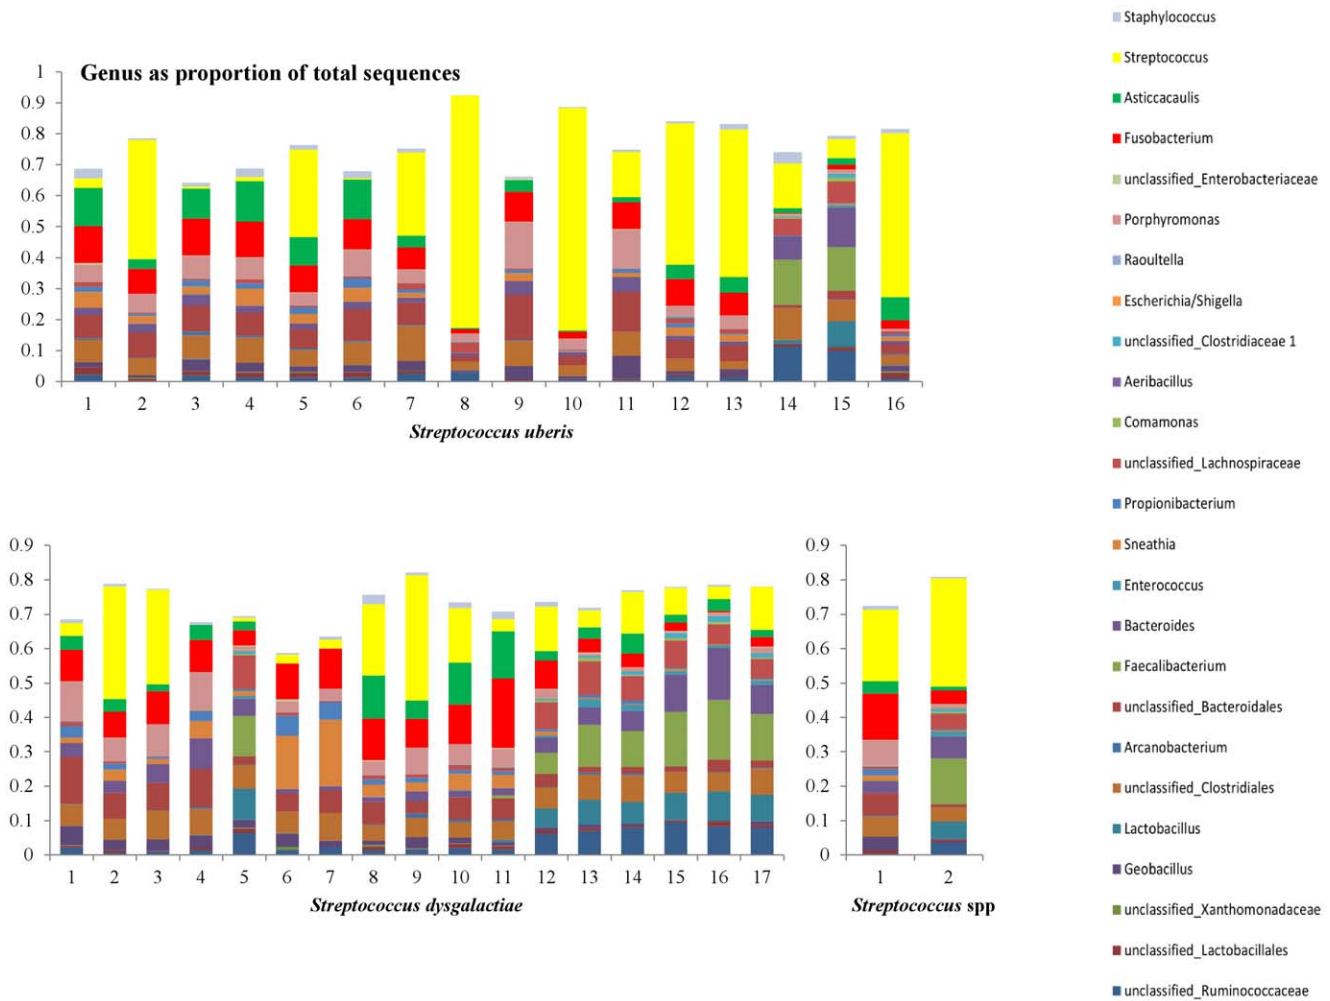 Genus as proportion of total sequences
1
0.9
0.8
0.7
0.6
0.5
0.4
0.3
0.2
0.1
0
1 2 3 4 5 6 7 8 9 10 11 12 13 14 15 16
Streptococcus uberis
0.9
0.8
0.7
0.6
0.5
0.4
0.3
0.2
0.1
0
1 2 3 4 5 6 7 8 9 10 11 12 13 14 15 16 17
Streptococcus dysgalactiae
0.9
0.8
0.7
0.6
0.5
0.4
0.3
0.2
0.1
0
1 2
Streptococcus spp
Staphylococcus
Streptococcus
Asticcacaulis
Fusobacterium
unclassified_Enterobacteriaceae
Porphyromonas
Raoultella
Escherichia/Shigella
unclassified_Clostridiaceae 1
Aeribacillus
Comamonas
unclassified_Lachnospiraceae
Propionibacterium
Sneathia
Enterococcus
Bacteroides
Faecalibacterium
unclassified_Bacteroidales
Arcanobacterium
unclassified_Clostridiales
Lactobacillus
Geobacillus
unclassified_Xanthomonadaceae
unclassified_Lactobacillales
unclassified_Ruminococcaceae